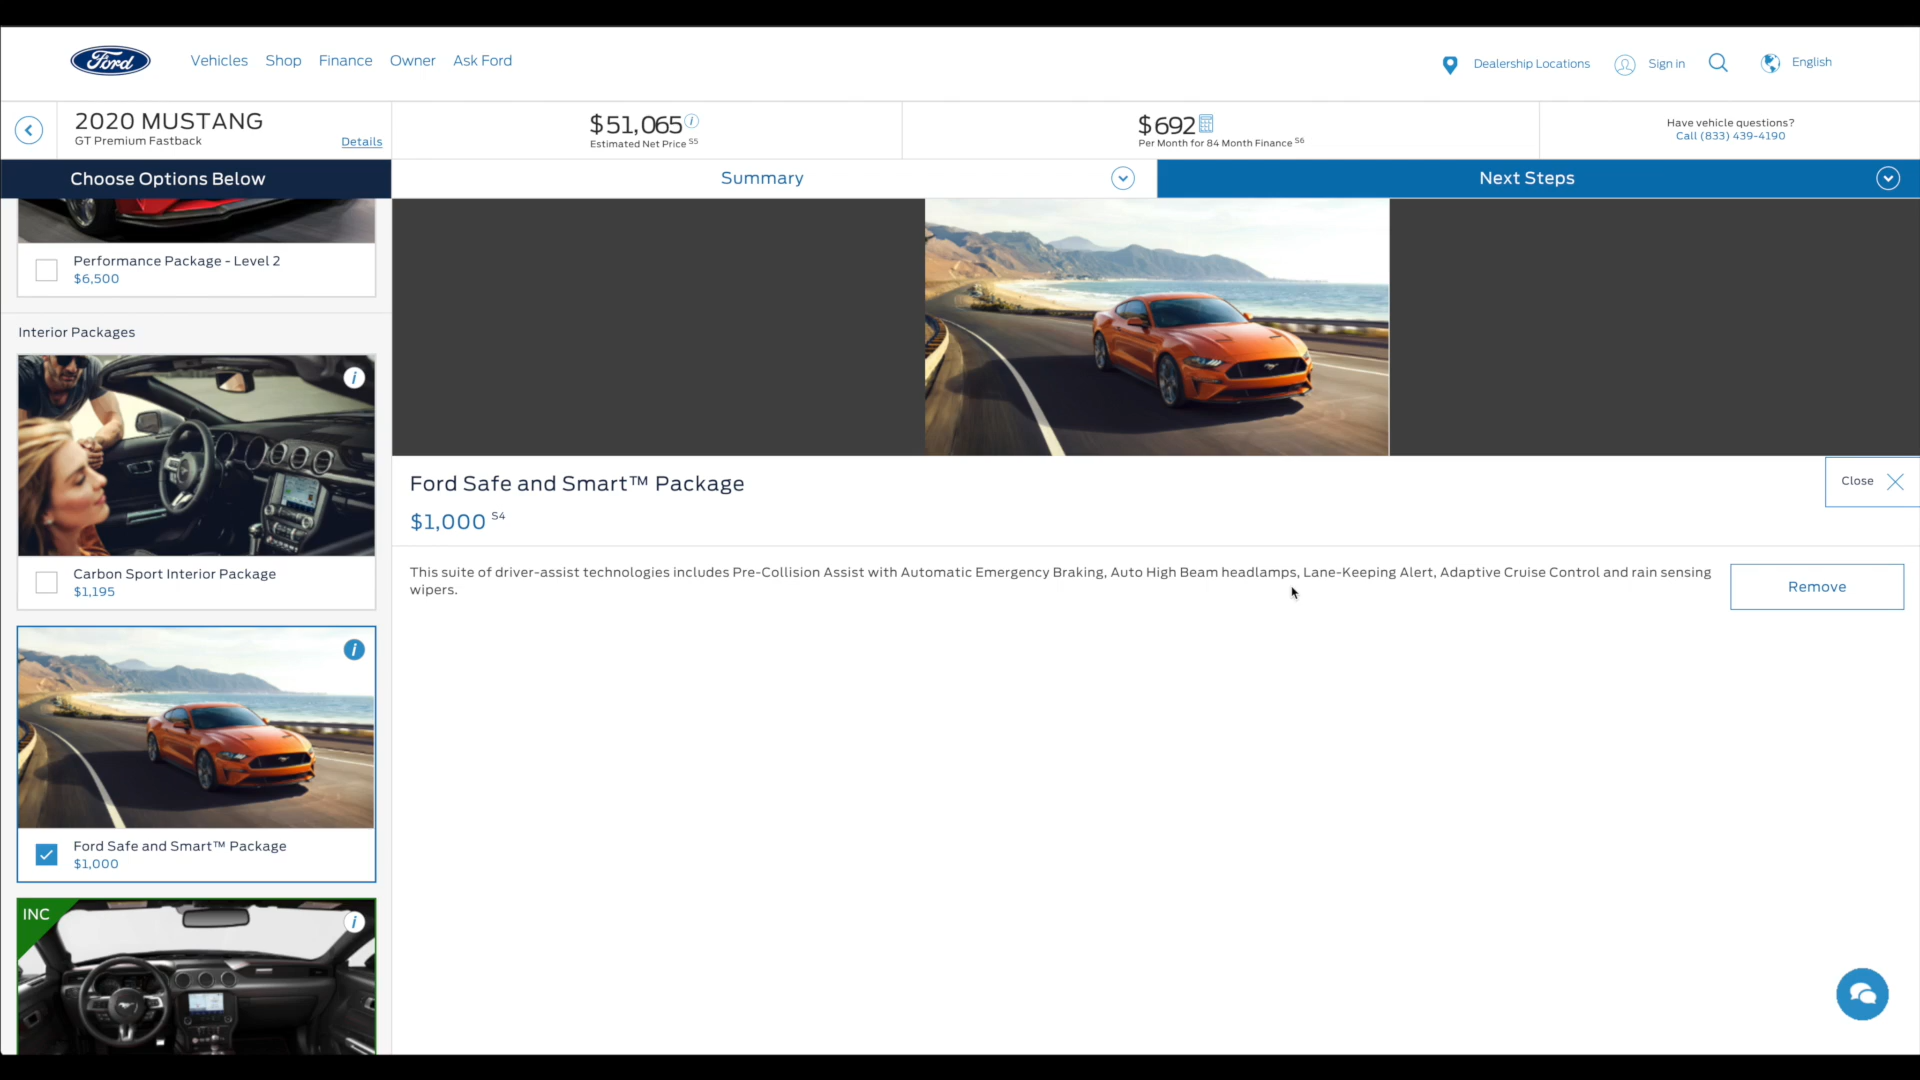 Ford
Vehicles
Shop
Finance
Owner
Ask Ford
Dealership Locations
Sign in
English
2020 MUSTANG
GT Premium Fastback
Details
$51,065
Estimated Net Price S5
$692
Per Month for 84 Month Finance S6
Have vehicle questions?
Call (833) 439-4190
Choose Options Below
Summary
Next Steps
Performance Package - Level 2
$6,500
Interior Packages
Carbon Sport Interior Package
$1,195
Ford Safe and Smart™ Package
$1,000
INC
Ford Safe and Smart™ Package
$1,000 S4
Close
This suite of driver-assist technologies includes Pre-Collision Assist with Automatic Emergency Braking, Auto High Beam headlamps, Lane-Keeping Alert, Adaptive Cruise Control and rain sensing
wipers.
Remove